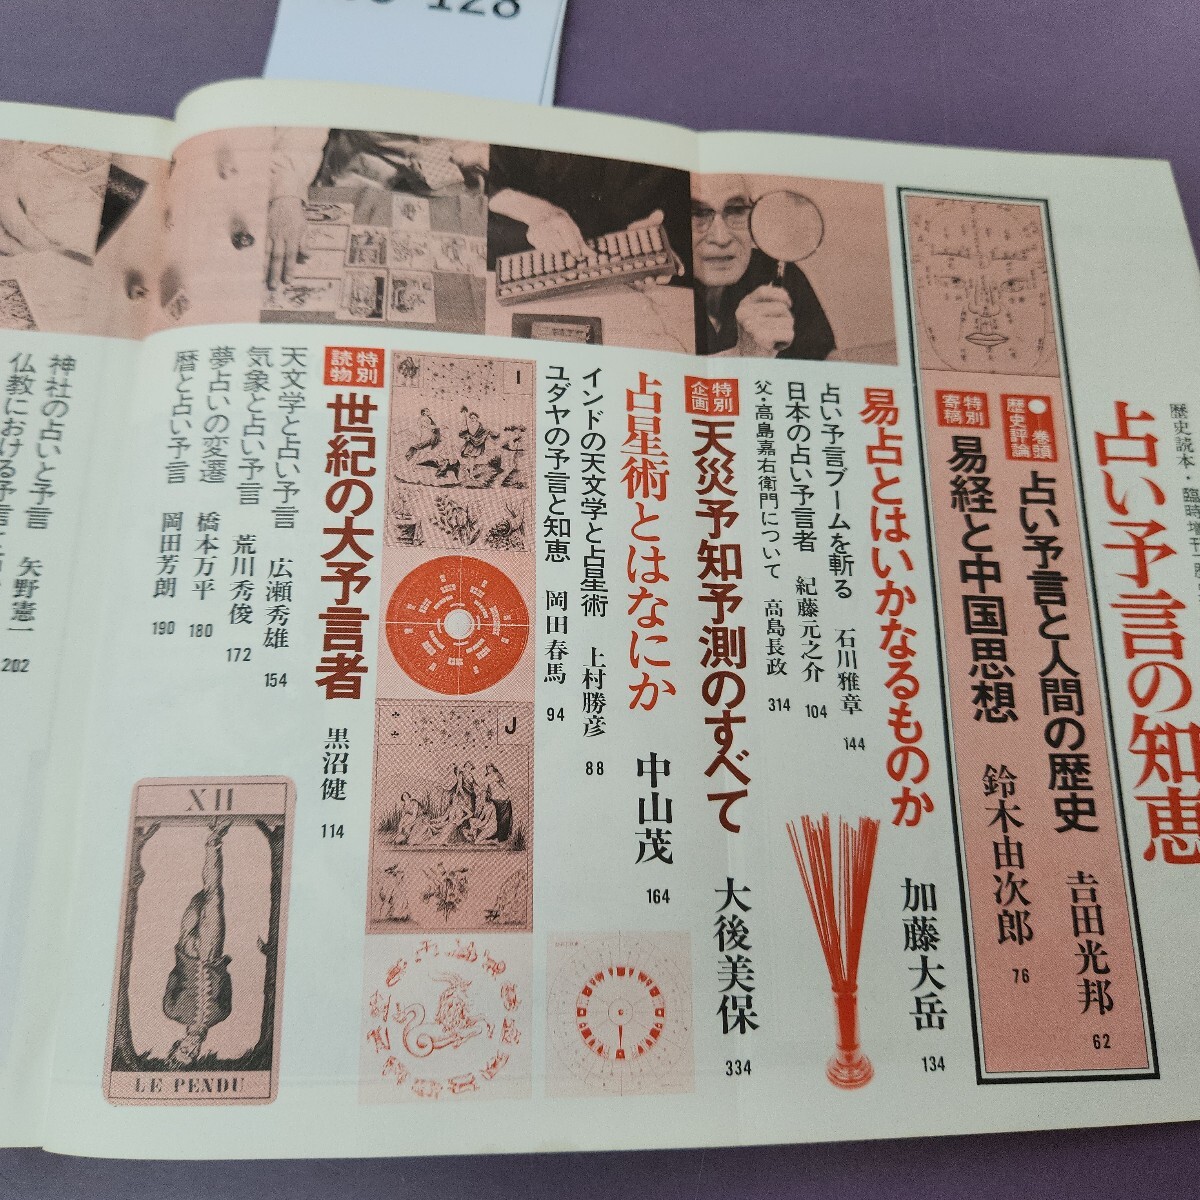 128
歴史読本・臨時増刊
占い予言の知恵
●巻頭
歴史評論
占い予言と人間の歴史
吉田光邦
62
特別
寄稿
易経と中国思想
鈴木由次郎
76
易占とはいかなるものか
加藤大岳
134
占い予言ブームを斬る
石川雅章
144
日本の占い予言者
紀藤元之介
104
父・高島嘉右衛門について
高島長政
314
特別
企画
天災予知予測のすべて
大後美保
334
占星術とはなにか
中山茂
164
インドの天文学と占星術
上村勝彦
88
ユダヤの予言と知恵
岡田春馬
94
I
J
特別
読物
世紀の大予言者
黒沼健
114
天文学と占い予言
広瀬秀雄
154
気象と占い予言
荒川秀俊
172
夢占いの変遷
橋本万平
180
暦と占い予言
岡田芳朗
190
XII
LE PENDU
神社の占いと予言
矢野憲一
202
仏教における予言